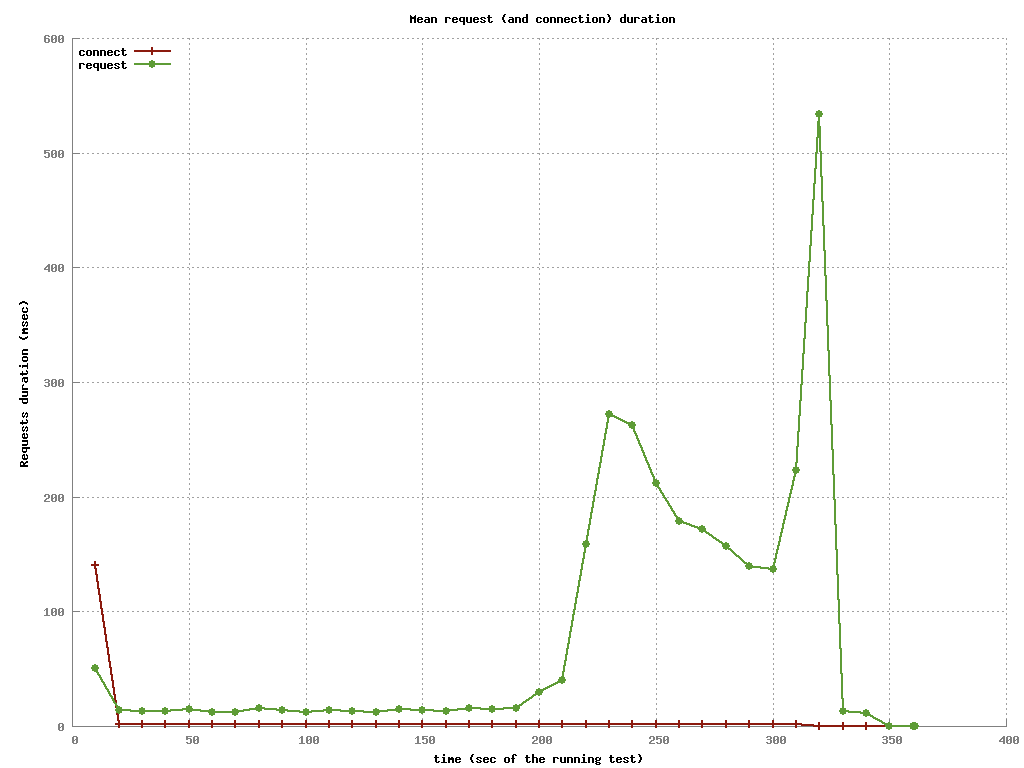 Mean request (and connection) duration
600
connect
request
500
400
300
200
100
0
Requests duration (msec)
0 50 100 150 200 250 300 350 400
time (sec of the running test)